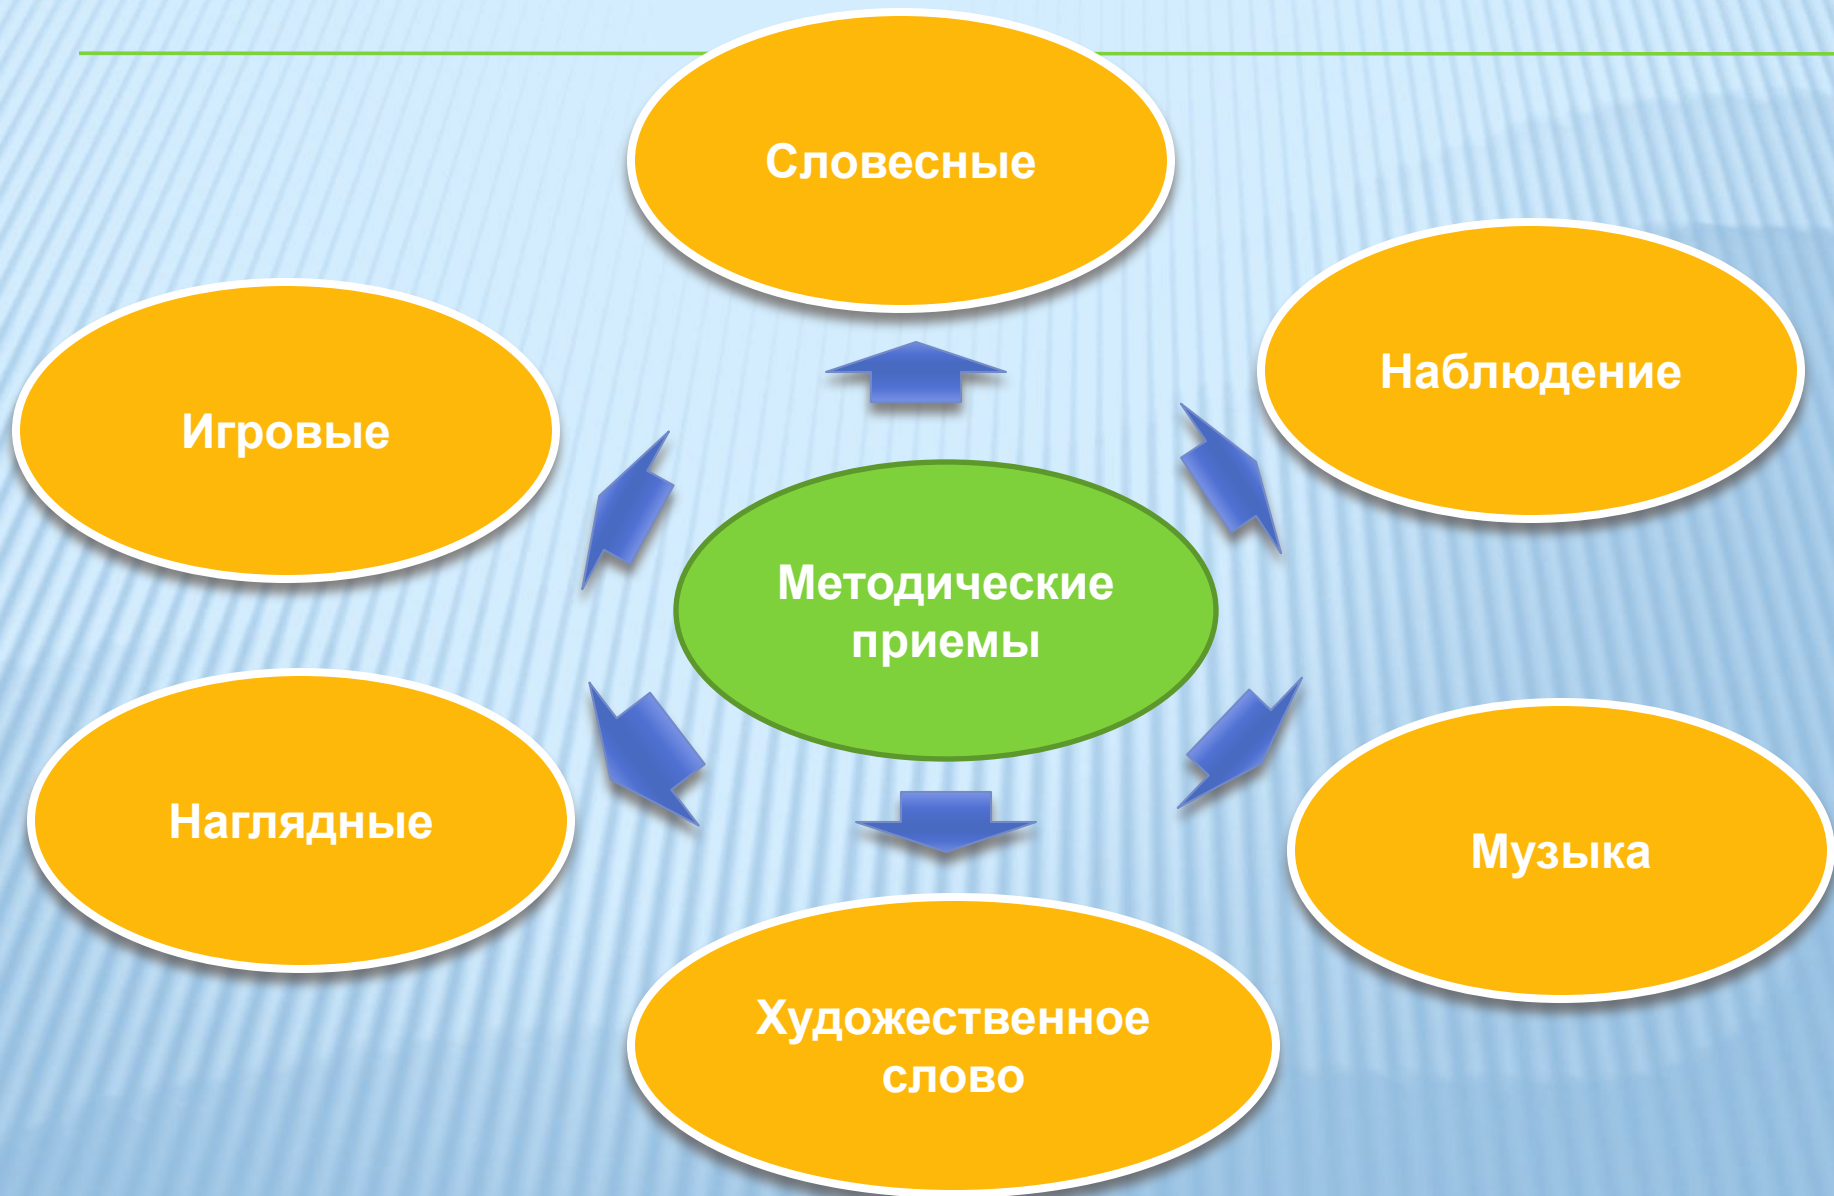 Словесные
Наблюдение
Игровые
Методические
приемы
Наглядные
Музыка
Художественное
слово